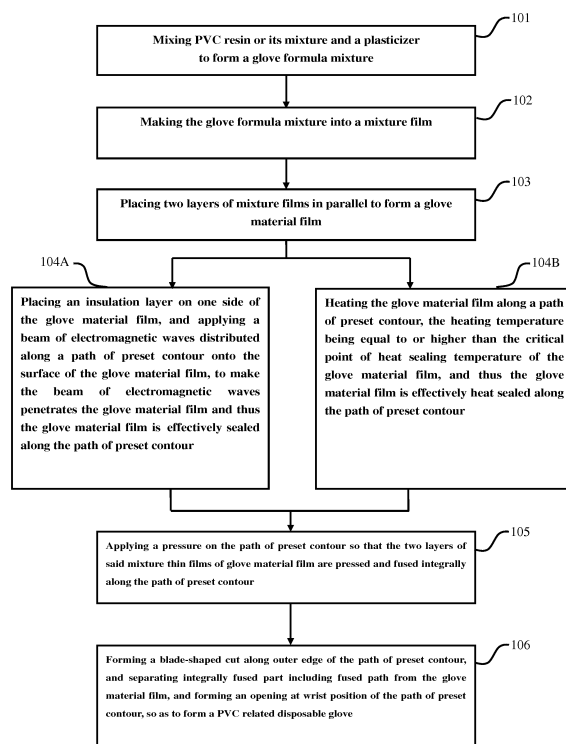 101
Mixing PVC resin or its mixture and a plasticizer
to form a glove formula mixture
102
Making the glove formula mixture into a mixture film
103
Placing two layers of mixture films in parallel to form a glove
material film
104A
Placing an insulation layer on one side of
the glove material film, and applying a
beam of electromagnetic waves distributed
along a path of preset contour onto the
surface of the glove material film, to make
the beam of electromagnetic waves
penetrates the glove material film and thus
the glove material film is effectively sealed
along the path of preset contour
104B
Heating the glove material film along a path
of preset contour, the heating temperature
being equal to or higher than the critical
point of heat sealing temperature of the
glove material film, and thus the glove
material film is effectively heat sealed
along the path of preset contour
105
Applying a pressure on the path of preset contour so that the two layers of
said mixture thin films of glove material film are pressed and fused integrally
along the path of preset contour
106
Forming a blade-shaped cut along outer edge of the path of preset contour,
and separating integrally fused part including fused path from the glove
material film, and forming an opening at wrist position of the path of preset
contour, so as to form a PVC related disposable glove